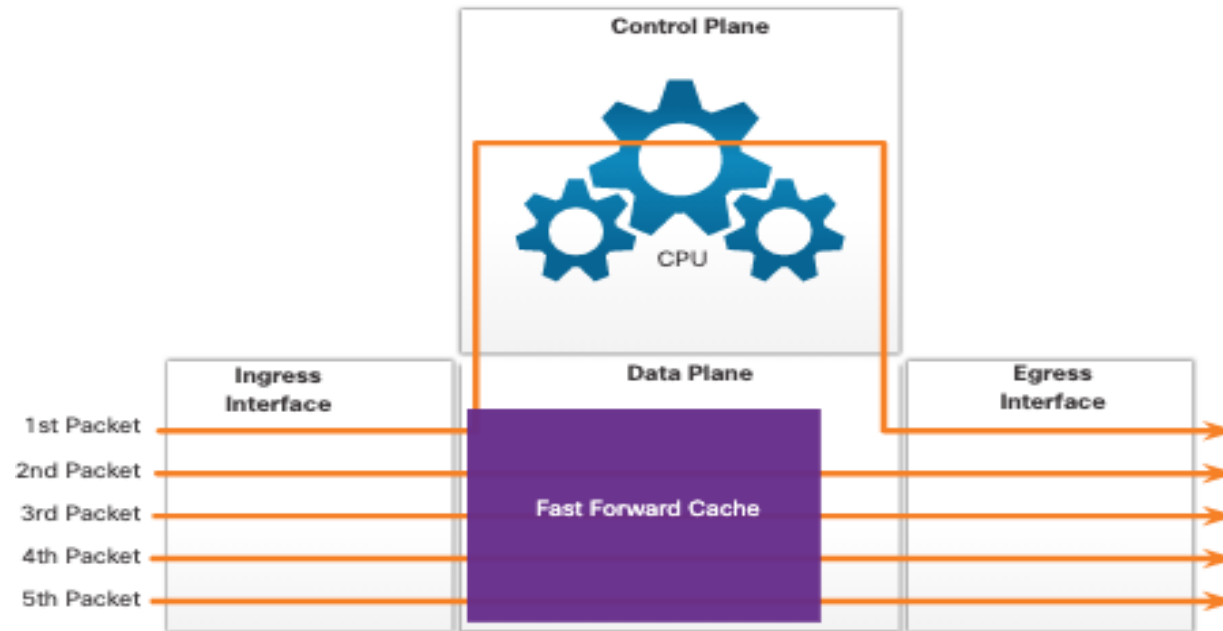 Control Plane
CPU
Ingress
Interface
Data Plane
Egress
Interface
1st Packet
2nd Packet
3rd Packet
Fast Forward Cache
4th Packet
5th Packet